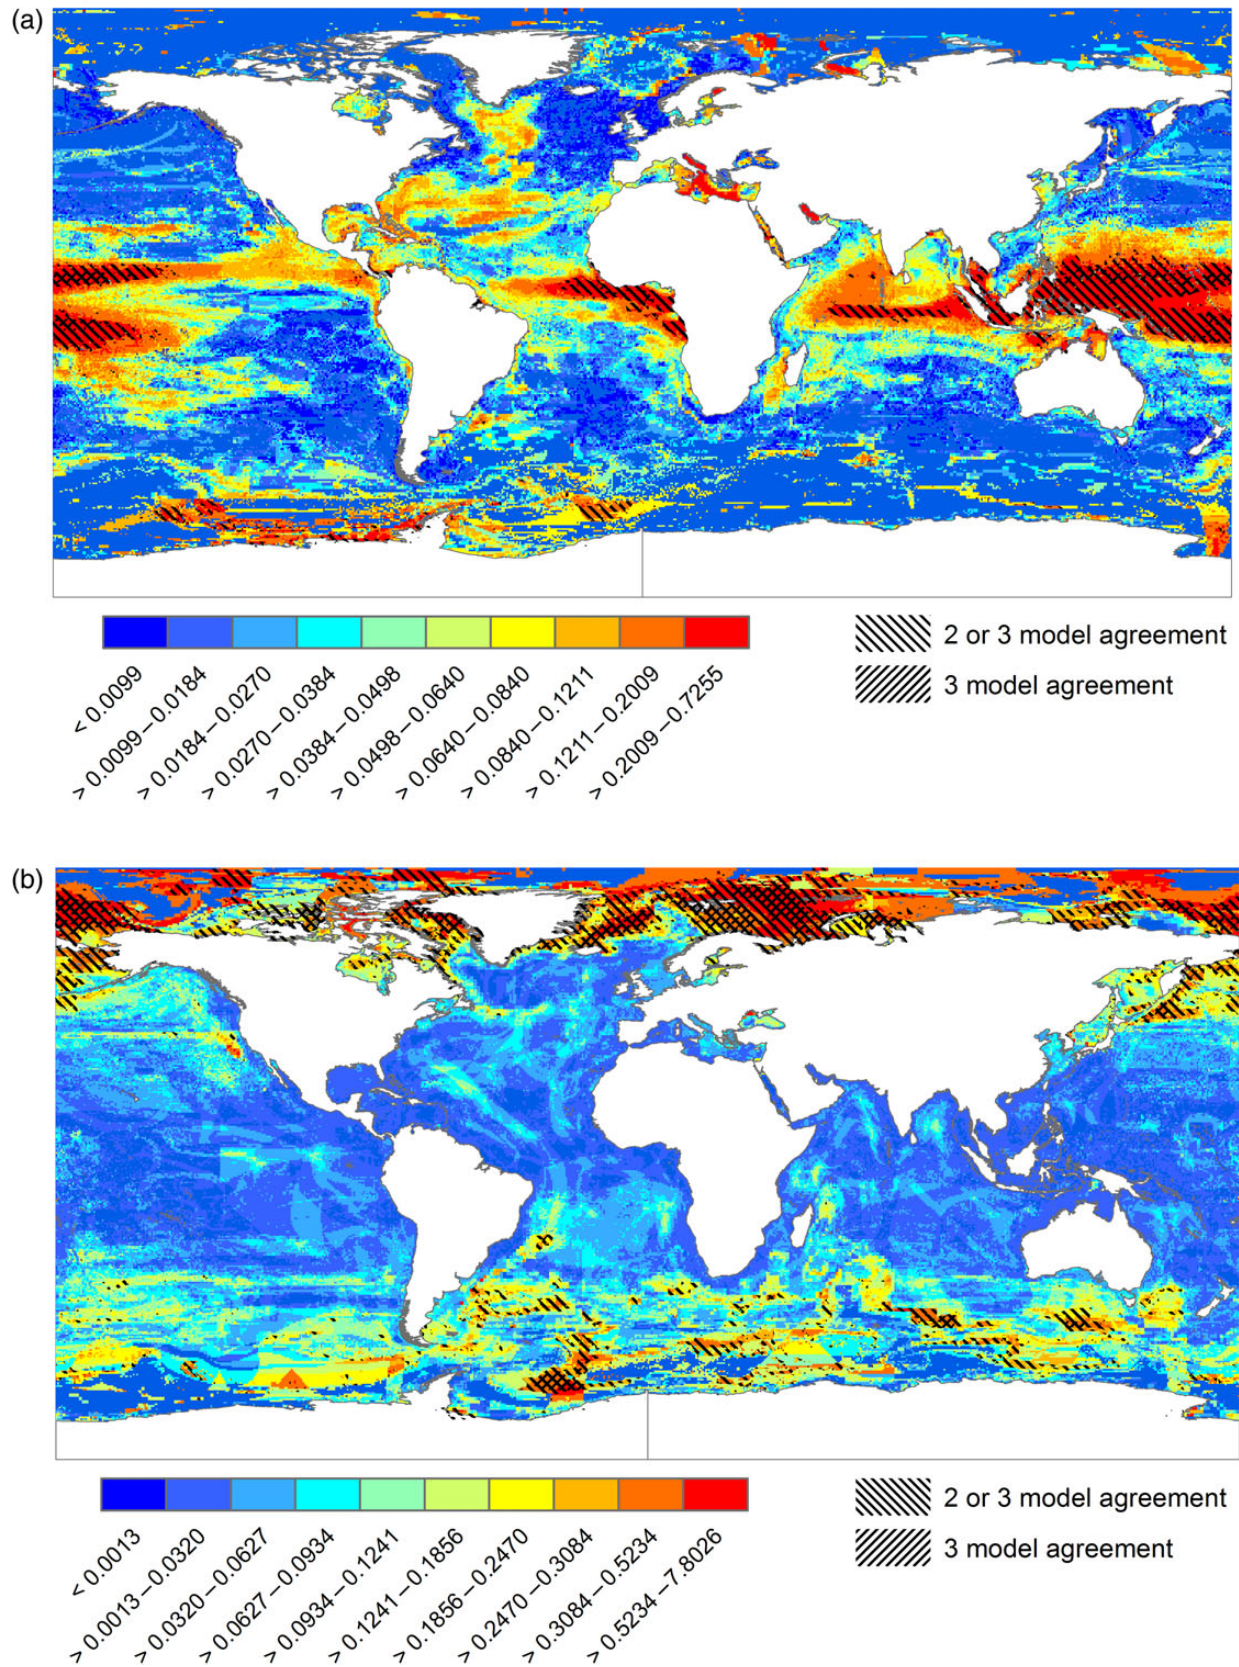 (a)
2 or 3 model agreement
3 model agreement
< 0.0099
> 0.0099 – 0.0184
> 0.0184 – 0.0270
> 0.0270 – 0.0384
> 0.0384 – 0.0498
> 0.0498 – 0.0640
> 0.0640 – 0.0840
> 0.0840 – 0.1211
> 0.1211 – 0.2009
> 0.2009 – 0.7255
(b)
2 or 3 model agreement
3 model agreement
< 0.0013
> 0.0013 – 0.0320
> 0.0320 – 0.0627
> 0.0627 – 0.0934
> 0.0934 – 0.1241
> 0.1241 – 0.1856
> 0.1856 – 0.2470
> 0.2470 – 0.3084
> 0.3084 – 0.5234
> 0.5234 – 7.8026